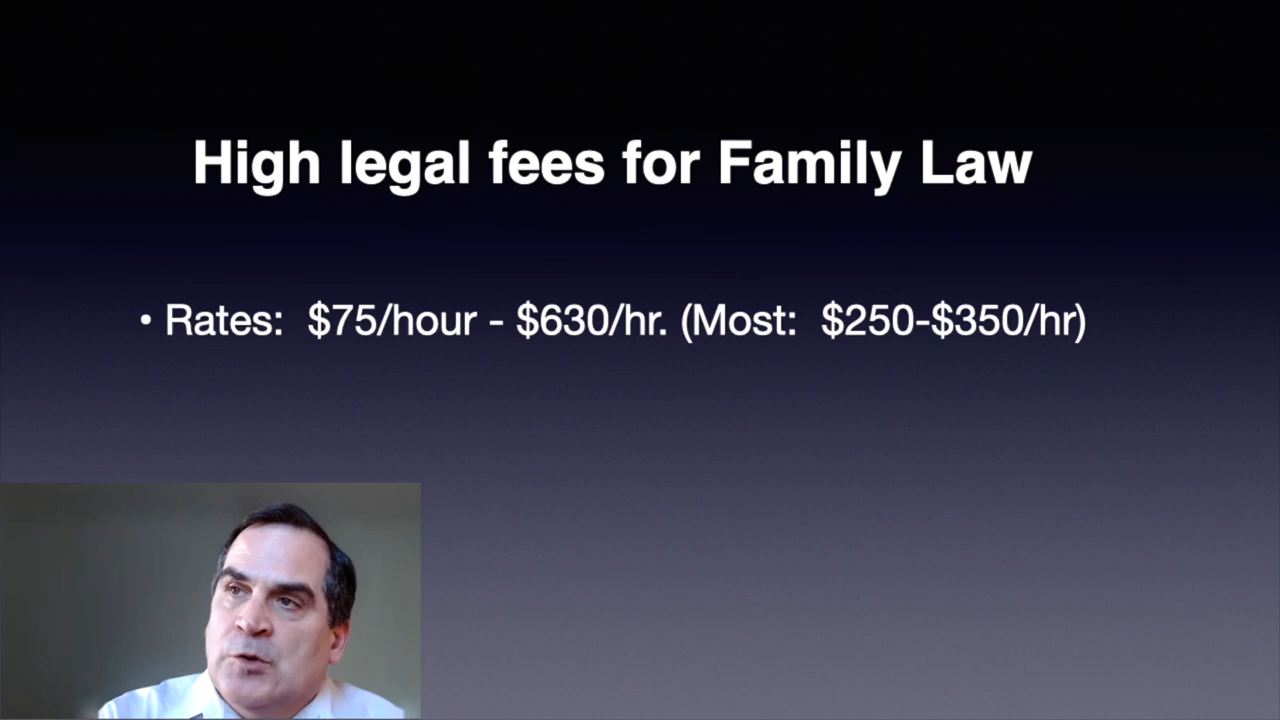 High legal fees for Family Law
• Rates: $75/hour - $630/hr. (Most: $250-$350/hr)